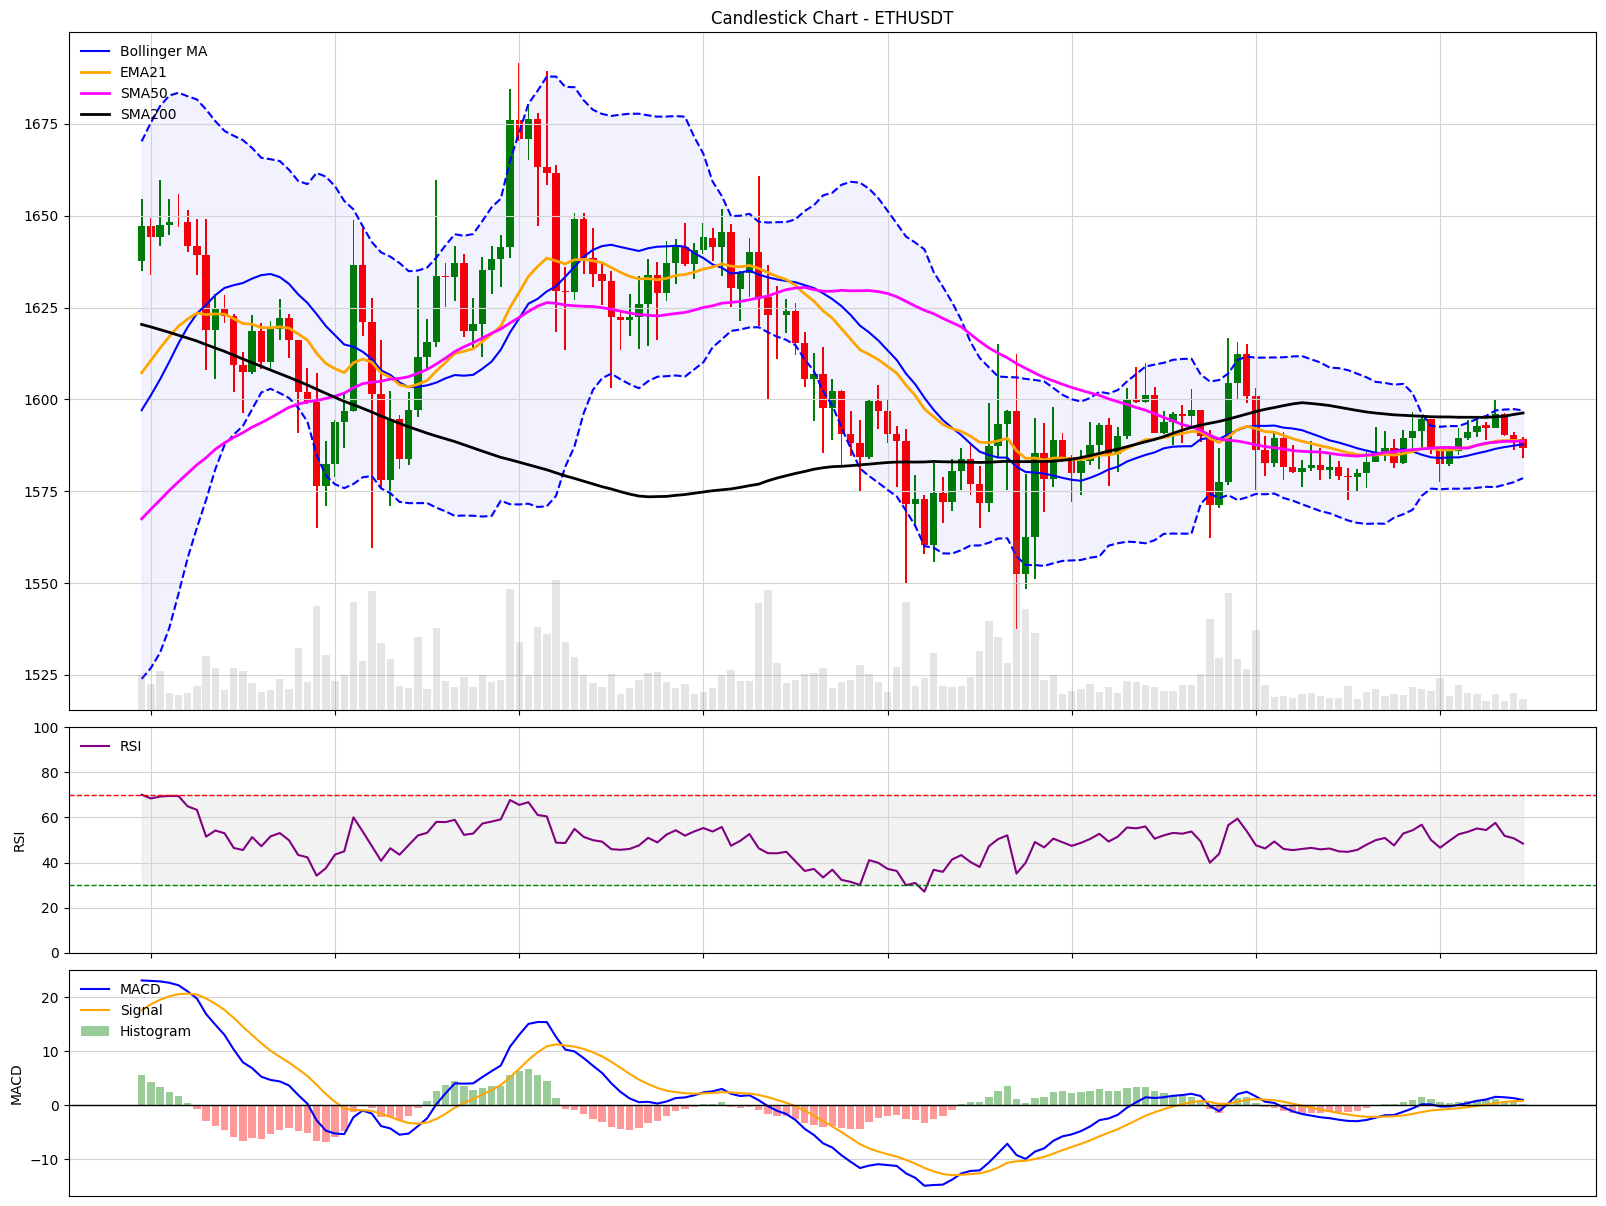 Candlestick Chart - ETHUSDT
Bollinger MA
EMA21
SMA50
SMA200
1675
1650
1625
1600
1575
1550
1525
RSI
RSI
100
80
60
40
20
0
MACD
Signal
Histogram
MACD
20
10
0
−10